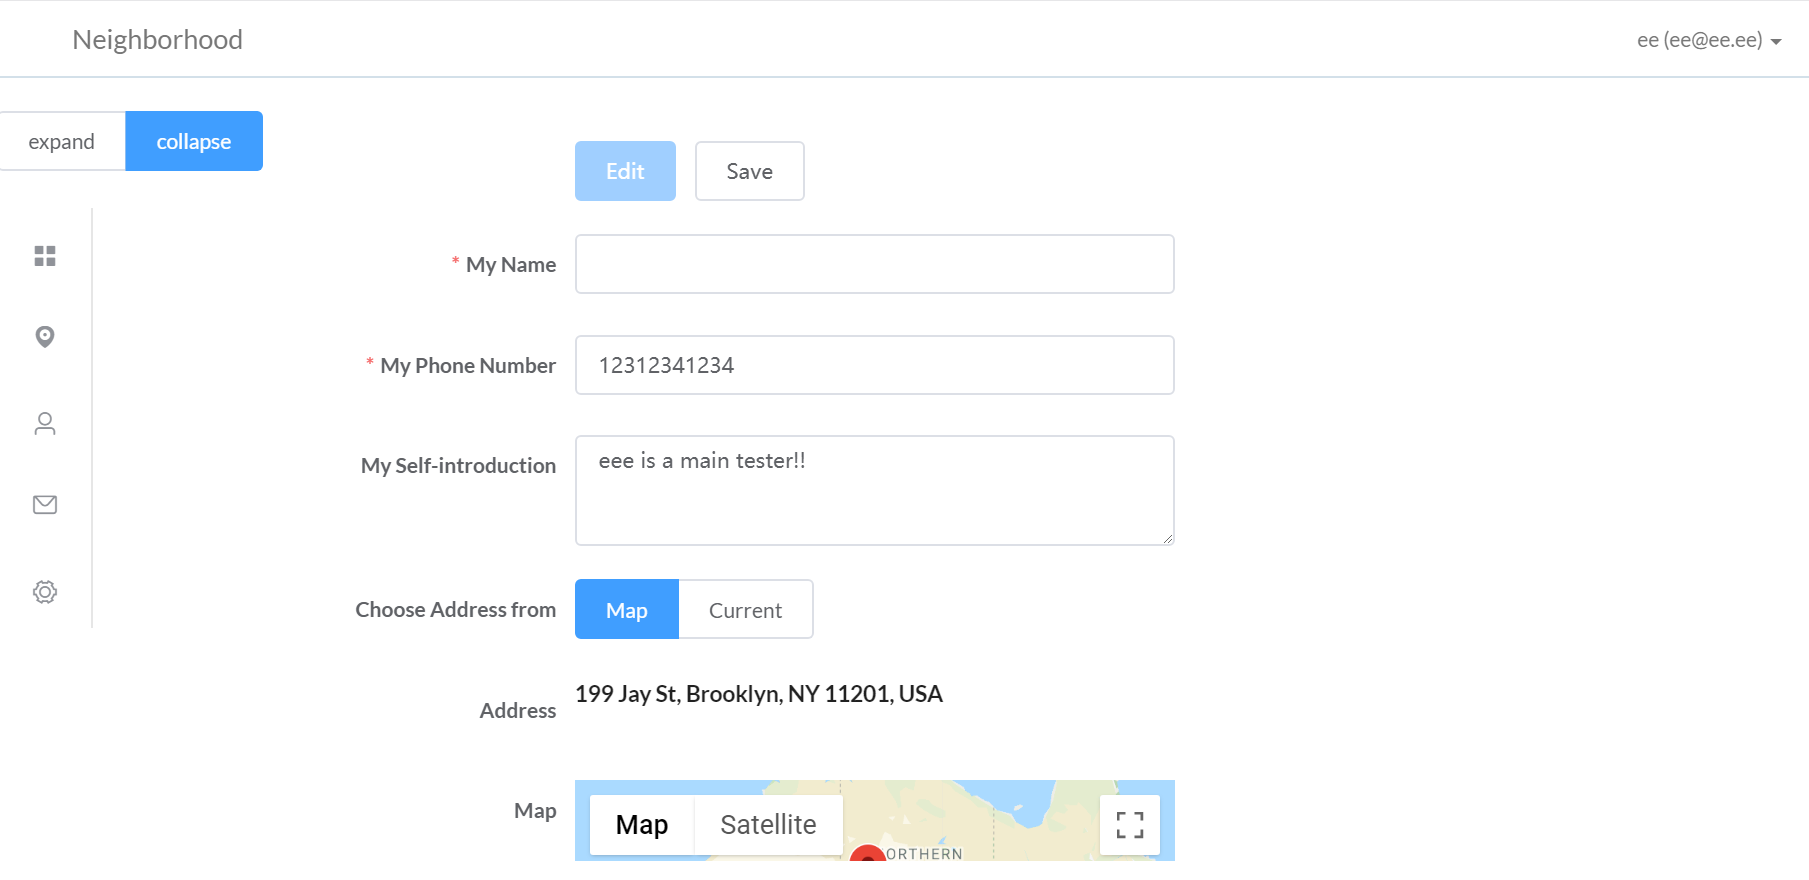 Neighborhood
ee (ee@ee.ee)
expand
collapse
Edit
Save
* My Name
* My Phone Number
12312341234
My Self-introduction
eee is a main tester!!
Choose Address from
Map
Current
Address
199 Jay St, Brooklyn, NY 11201, USA
Map
Map
Satellite
ORTHERN